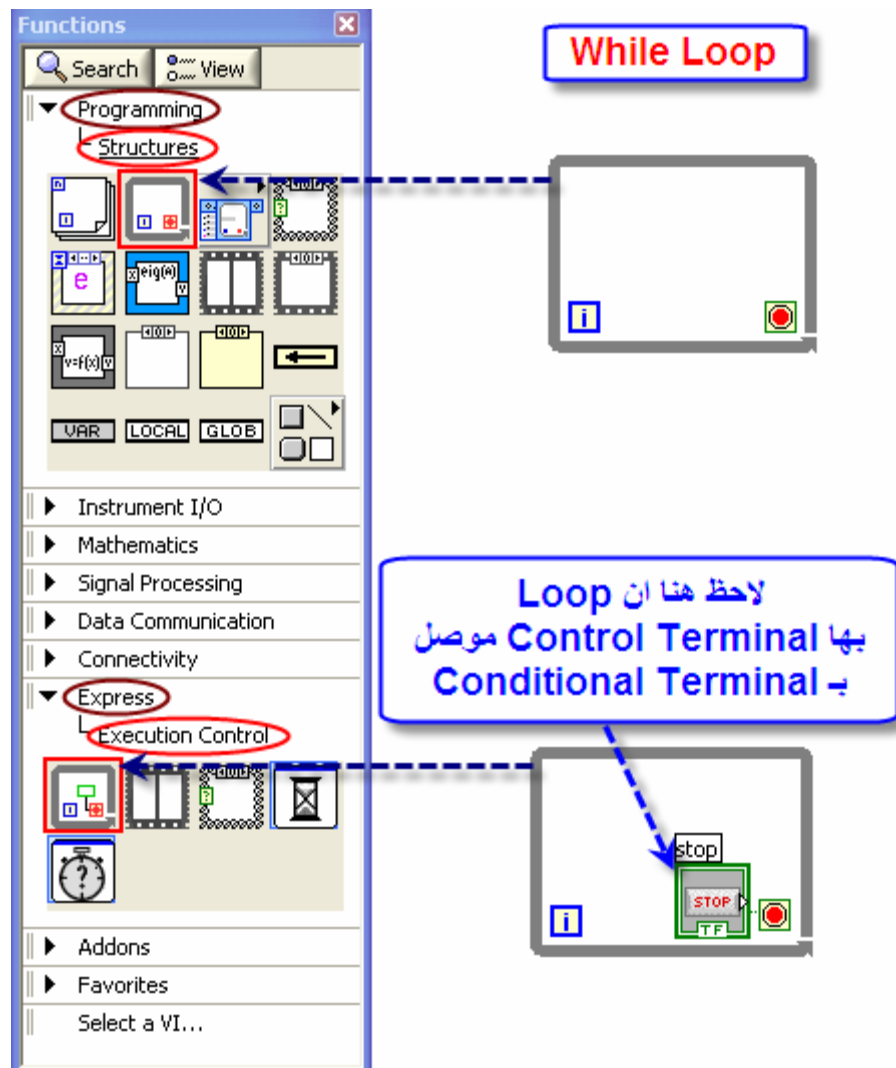 Functions
Search
View
Programming
Structures
eig(A)
e
v=f(x)
VAR
LOCAL
GLOB
Instrument I/O
Mathematics
Signal Processing
Data Communication
Connectivity
Express
Execution Control
?
Addons
Favorites
Select a VI...
While Loop
i
لاحظ هنا ان Loop
بها Control Terminal موصل
بـ Conditional Terminal
stop
STOP
TF
i